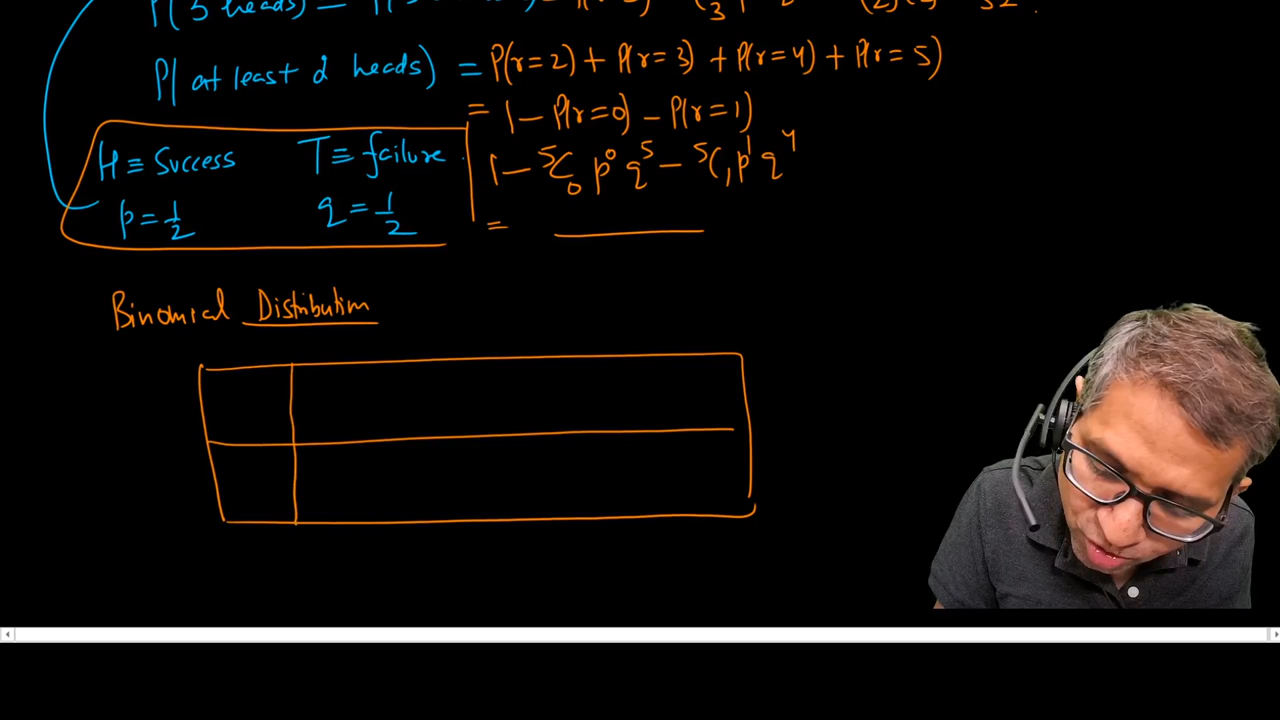 P(at least 2 heads) = P(r=2) + P(r=3) + P(r=4) + P(r=5)
= 1 - P(r=0) - P(r=1)
H ≡ Success T ≡ failure
1 - ⁵C₀ p⁰ q⁵ - ⁵C₁ p¹ q⁴
p = 1/2 q = 1/2
=
Binomial Distribution